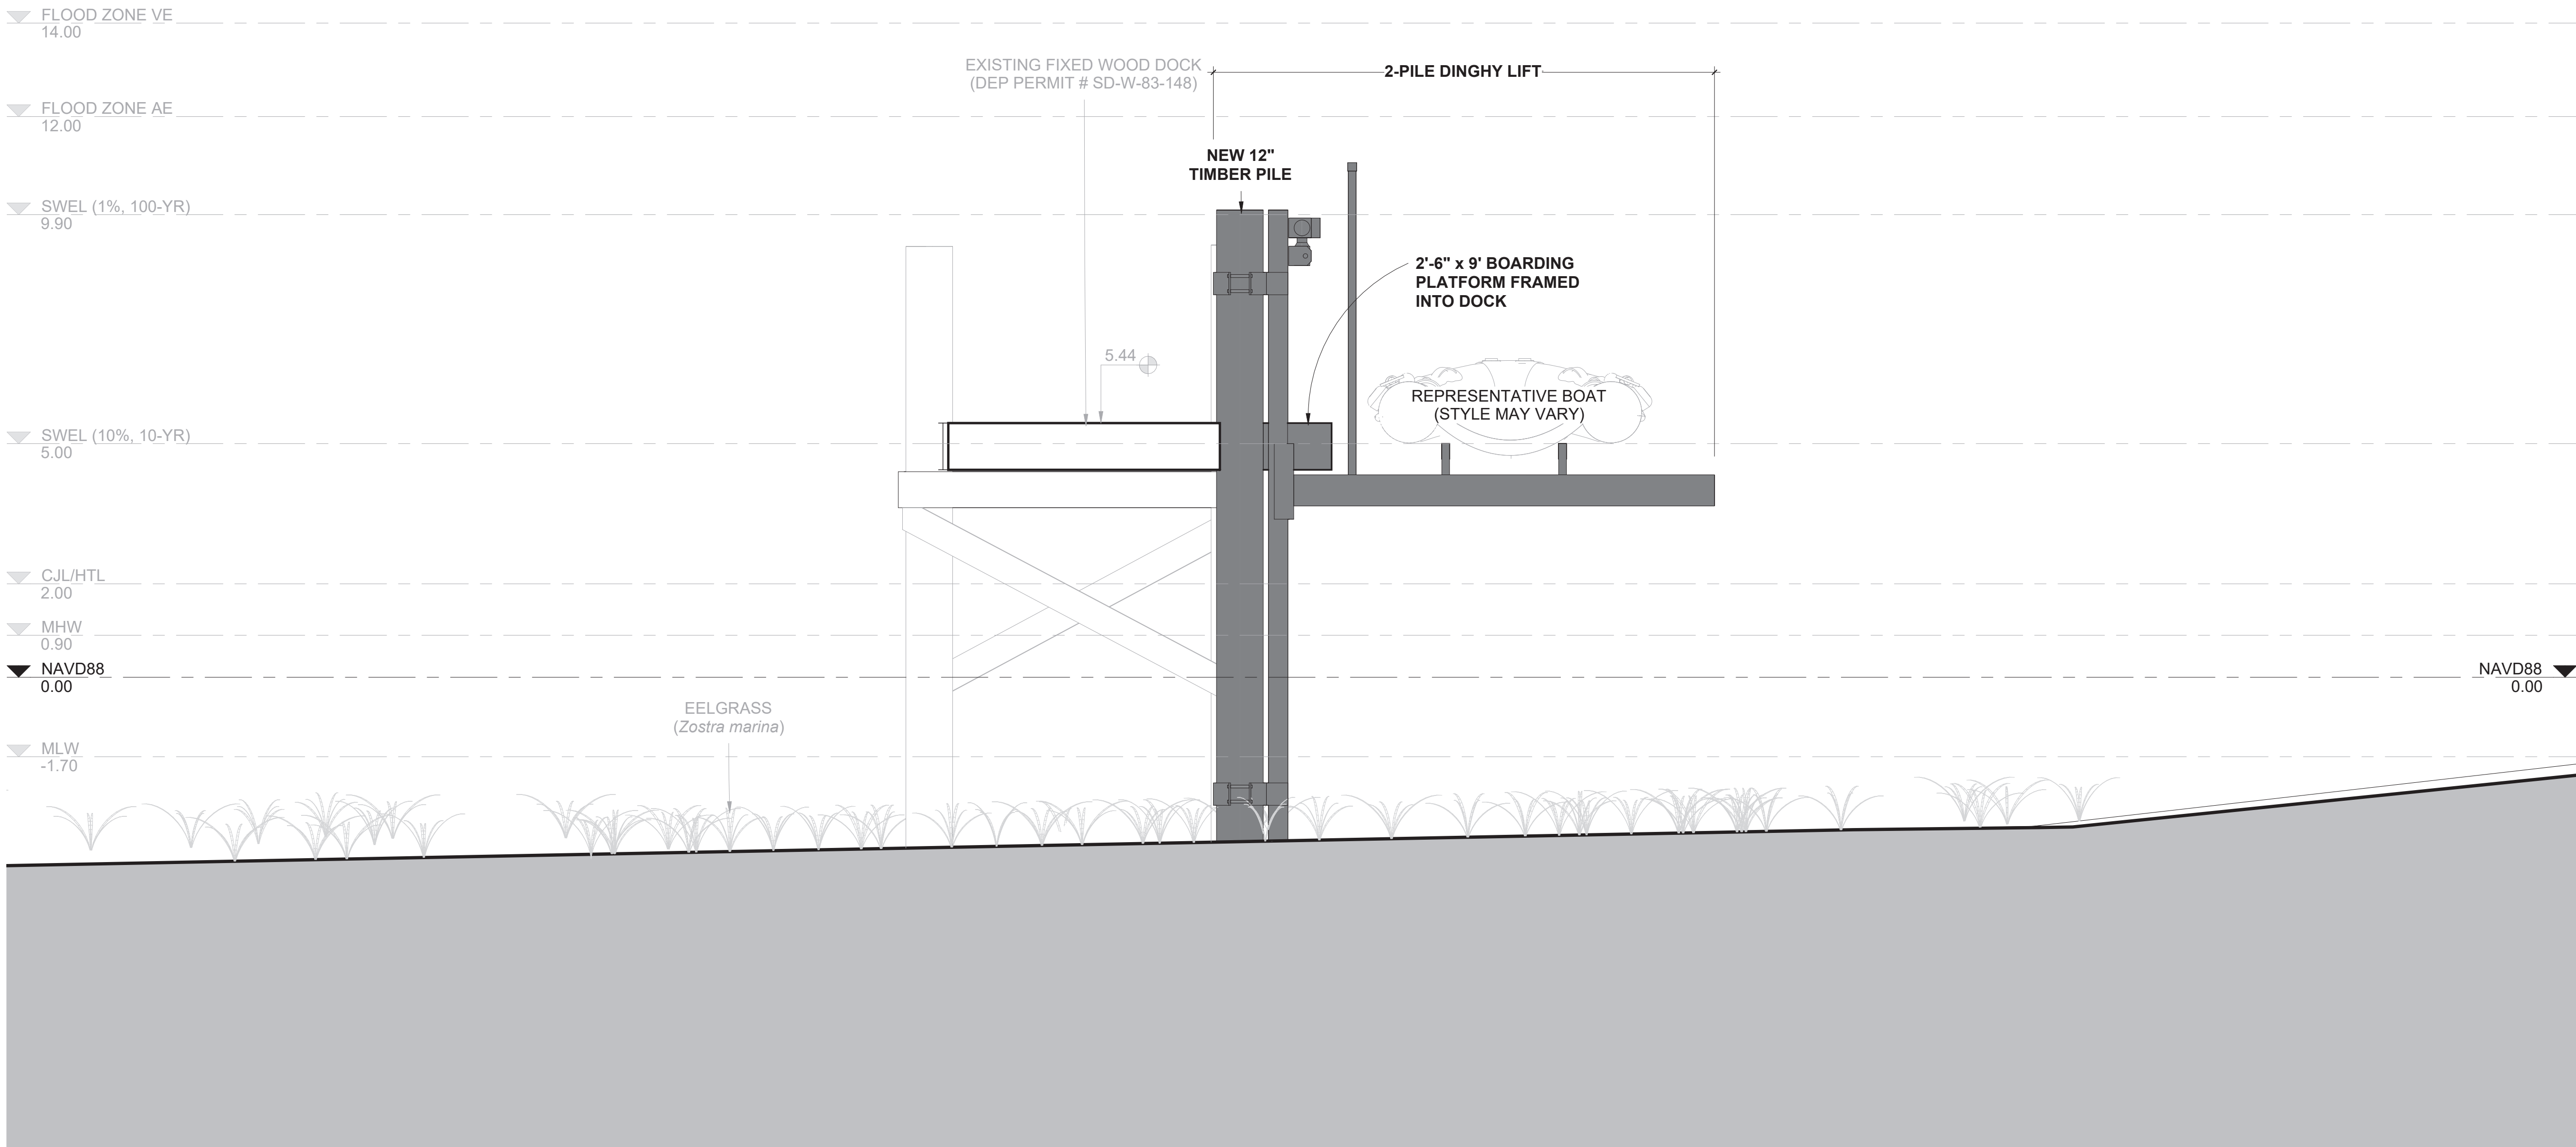 FLOOD ZONE VE
14.00
EXISTING FIXED WOOD DOCK
(DEP PERMIT # SD-W-83-148)
2-PILE DINGHY LIFT
FLOOD ZONE AE
12.00
NEW 12"
TIMBER PILE
SWEL (1%, 100-YR)
9.90
2'-6" x 9' BOARDING
PLATFORM FRAMED
INTO DOCK
5.44
REPRESENTATIVE BOAT
(STYLE MAY VARY)
SWEL (10%, 10-YR)
5.00
CJL/HTL
2.00
MHW
0.90
NAVD88
0.00
NAVD88
0.00
EELGRASS
(Zostra marina)
MLW
-1.70